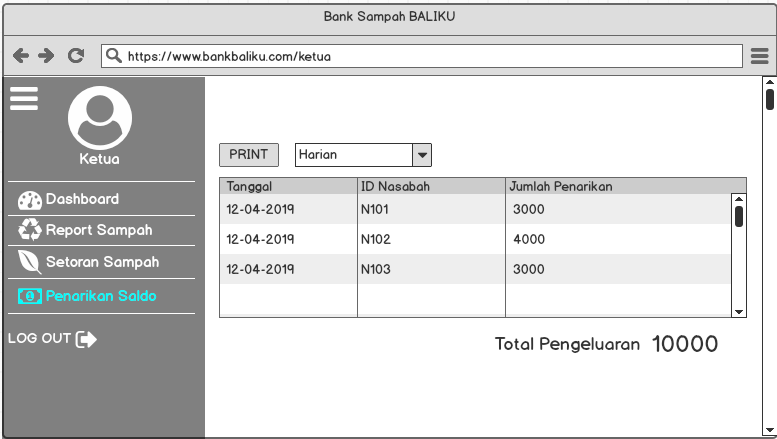 Bank Sampah BALIKU
https://www.bankbaliku.com/ketua
Ketua
Dashboard
Report Sampah
Setoran Sampah
Penarikan Saldo
LOG OUT
PRINT Harian
Tanggal ID Nasabah Jumlah Penarikan
12-04-2019 N101 3000
12-04-2019 N102 4000
12-04-2019 N103 3000
Total Pengeluaran 10000